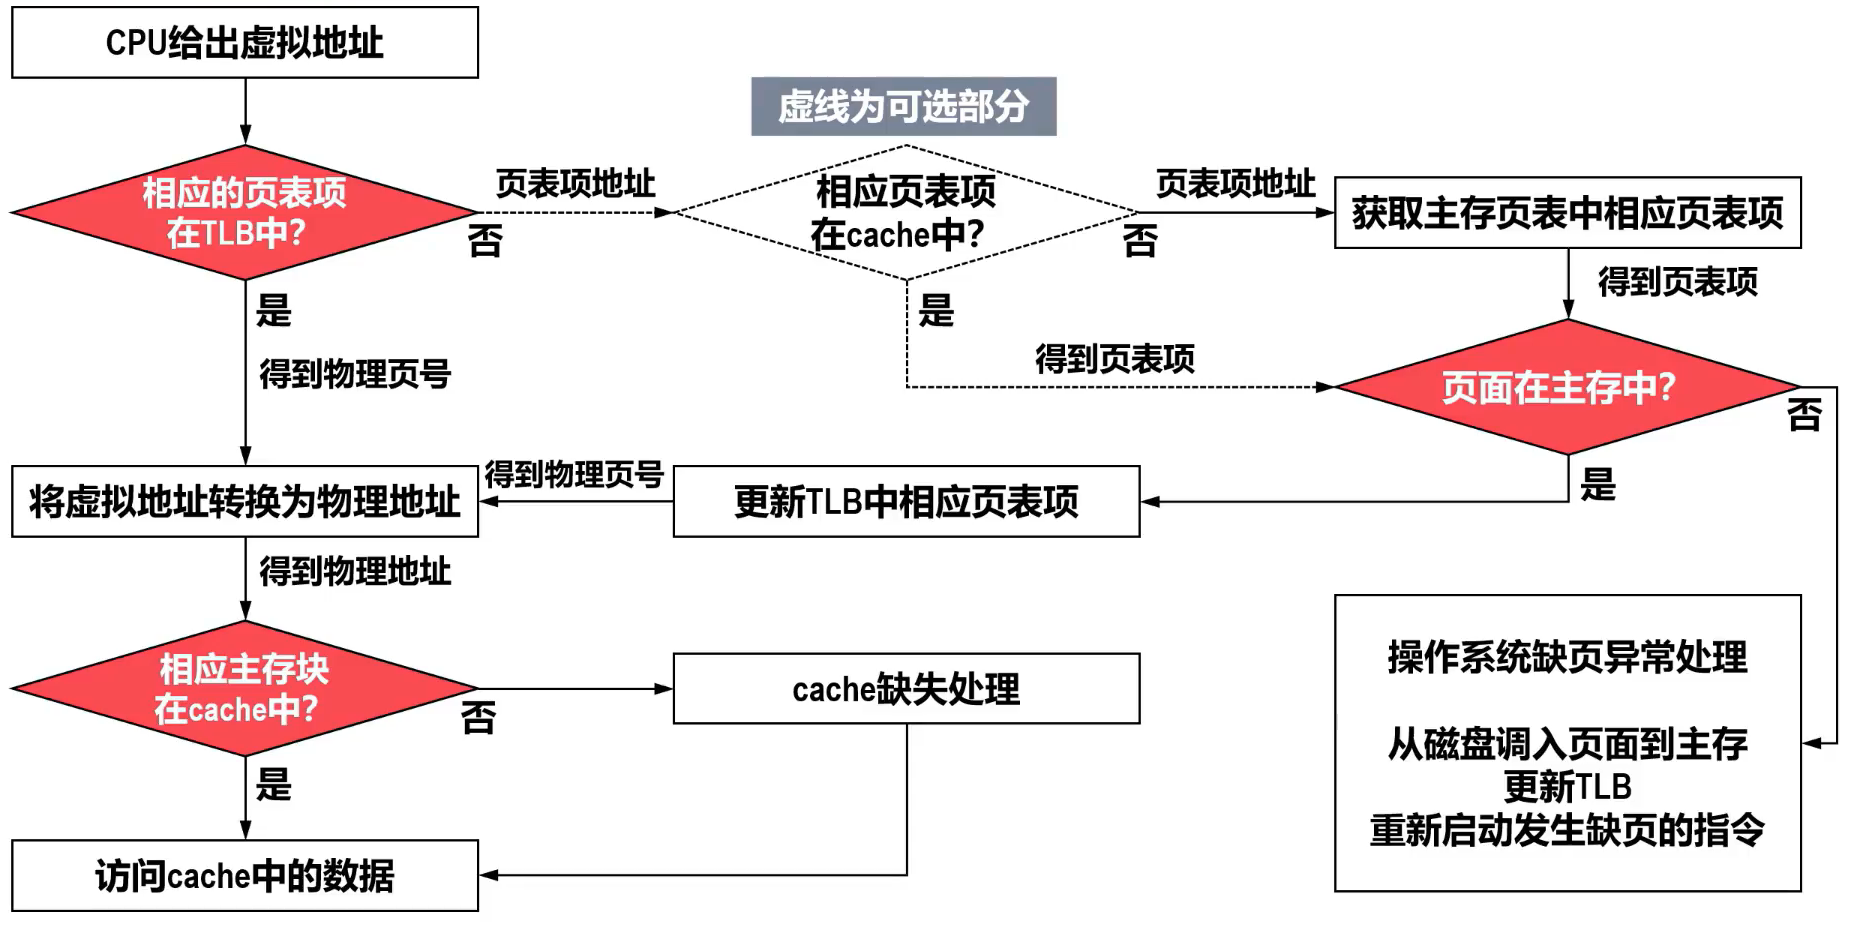 CPU给出虚拟地址
虚线为可选部分
相应的页表项
在TLB中？
否
页表项地址
相应页表项
在cache中？
否
页表项地址
获取主存页表中相应页表项
是
得到物理页号
是
得到页表项
得到页表项
页面在主存中？
否
是
将虚拟地址转换为物理地址
得到物理页号
更新TLB中相应页表项
得到物理地址
相应主存块
在cache中？
否
cache缺失处理
是
访问cache中的数据
操作系统缺页异常处理
从磁盘调入页面到主存
更新TLB
重新启动发生缺页的指令